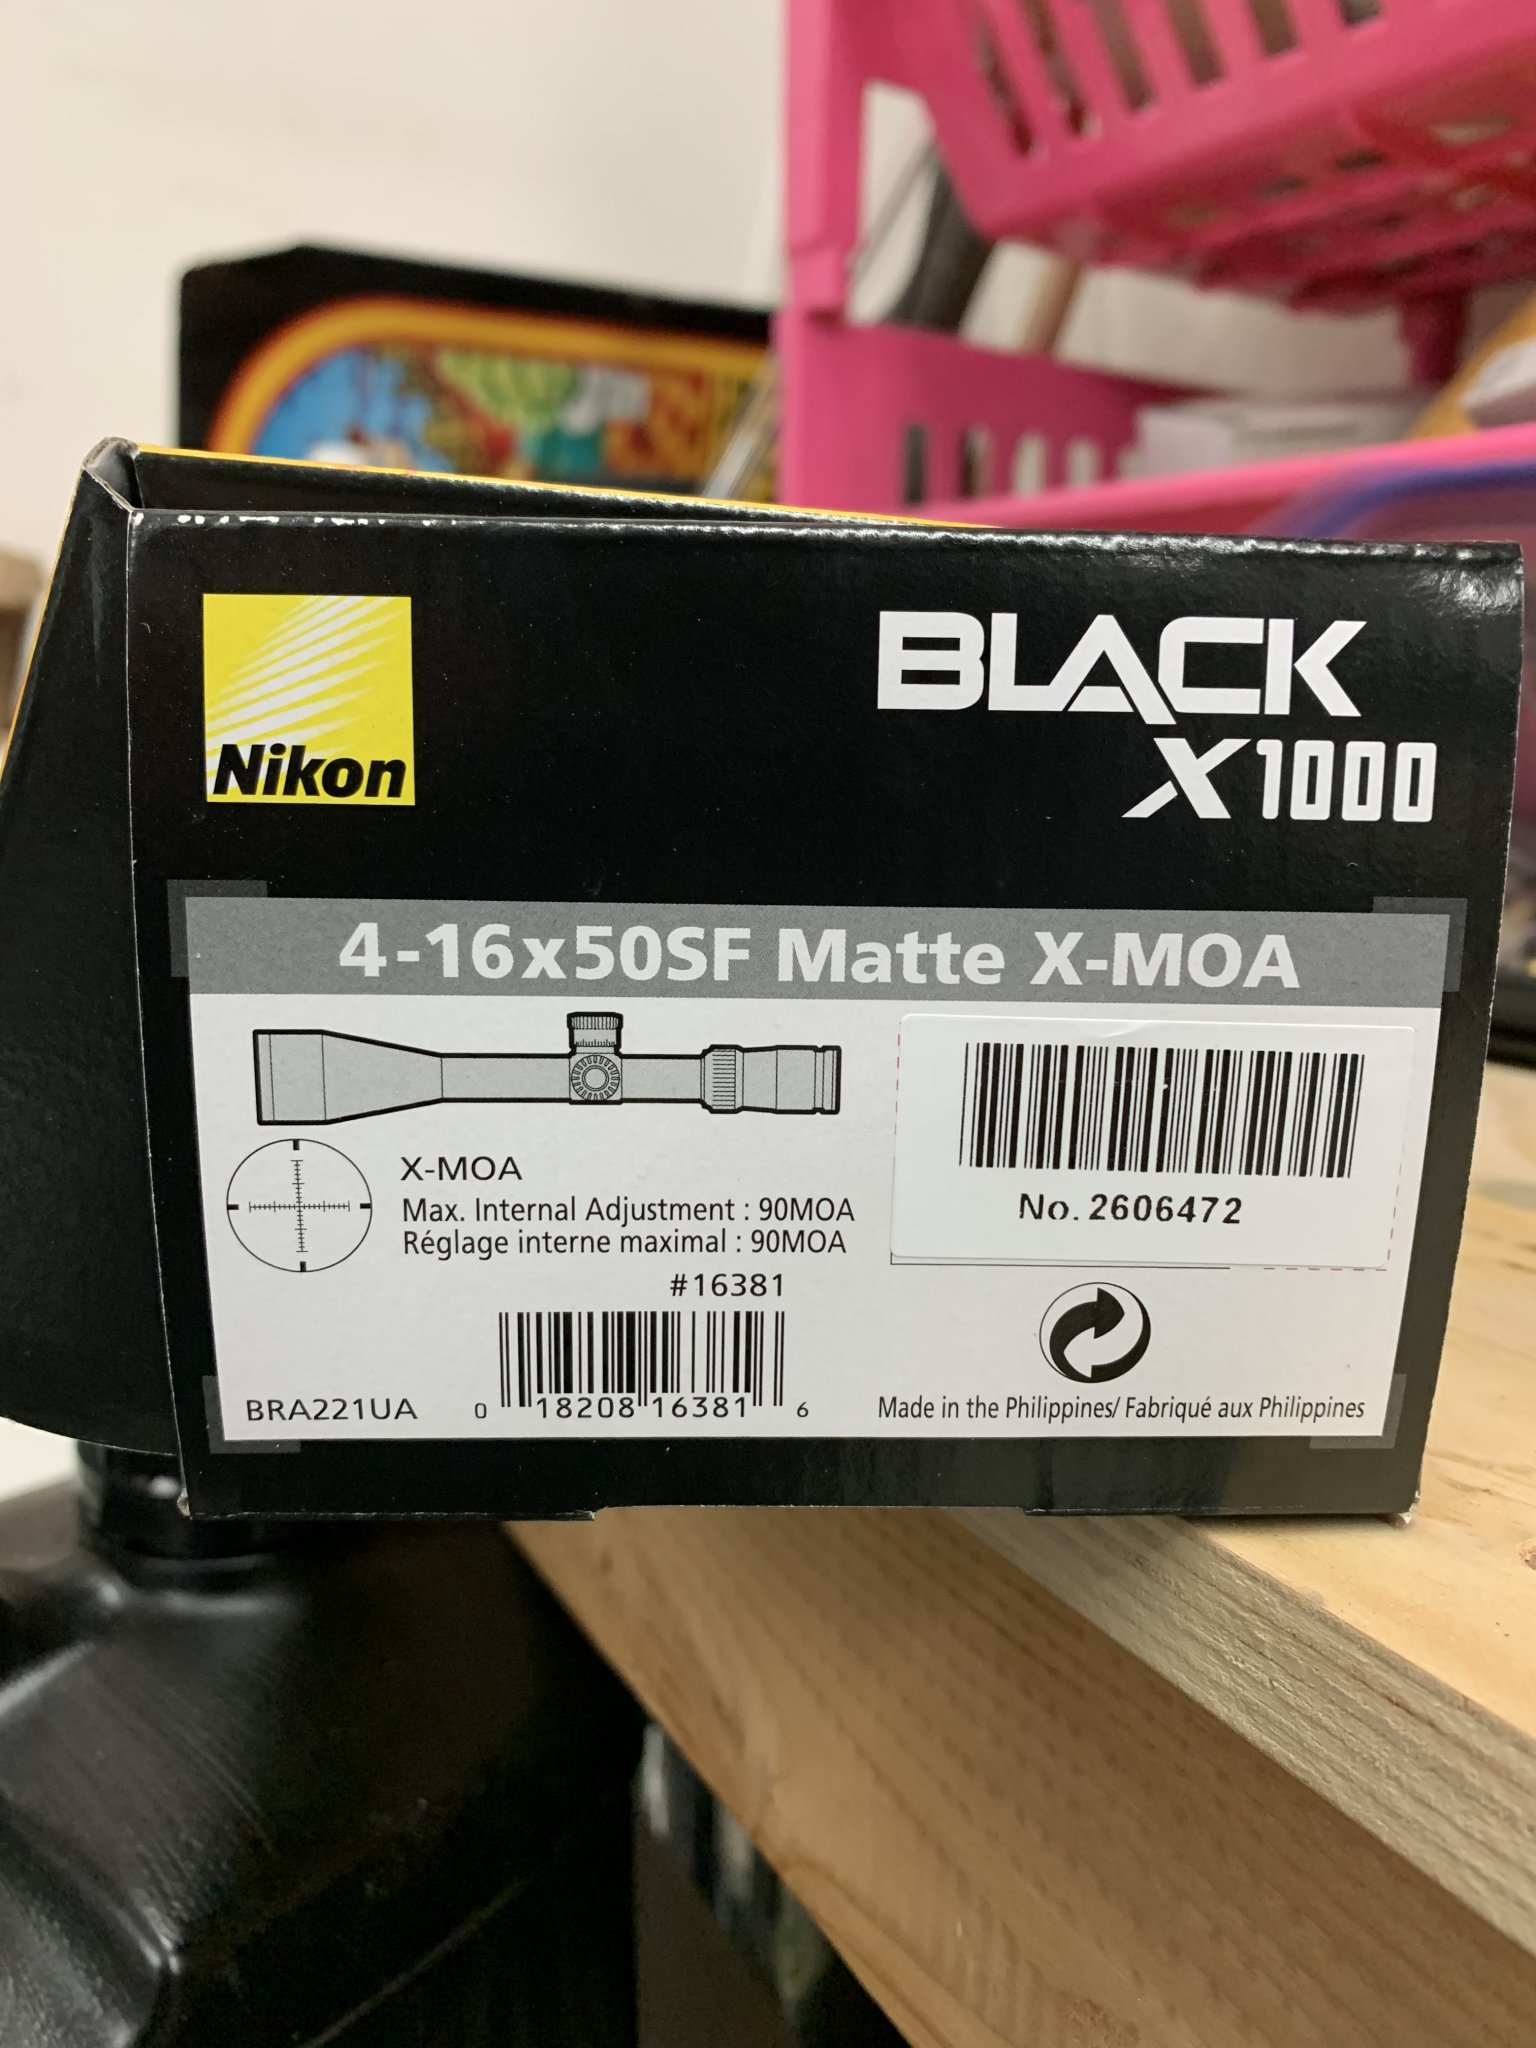 Nikon
BLACK
X1000
4-16x50SF Matte X-MOA
X-MOA
Max. Internal Adjustment : 90MOA
Réglage interne maximal : 90MOA
#16381
No. 2606472
BRA221UA
0 18208 16381 6
Made in the Philippines/ Fabriqué aux Philippines